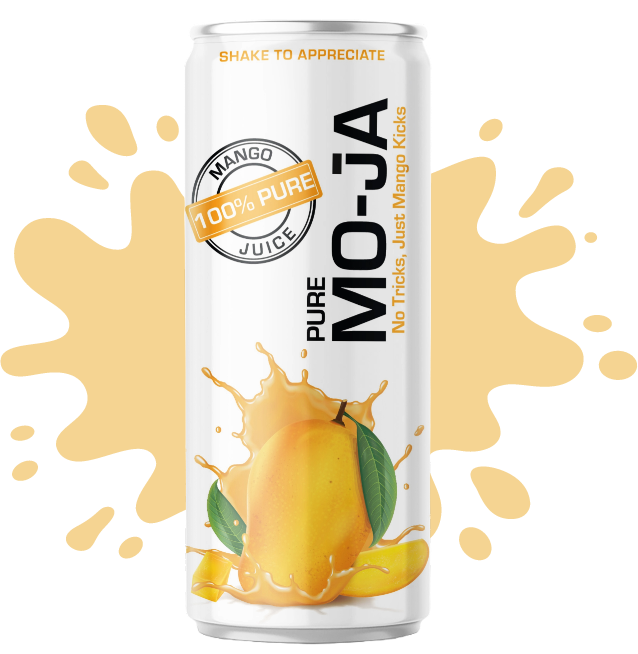 SHAKE TO APPRECIATE
MANGO
100% PURE
JUICE
PURE
MO-jA
No Tricks, Just Mango Kicks